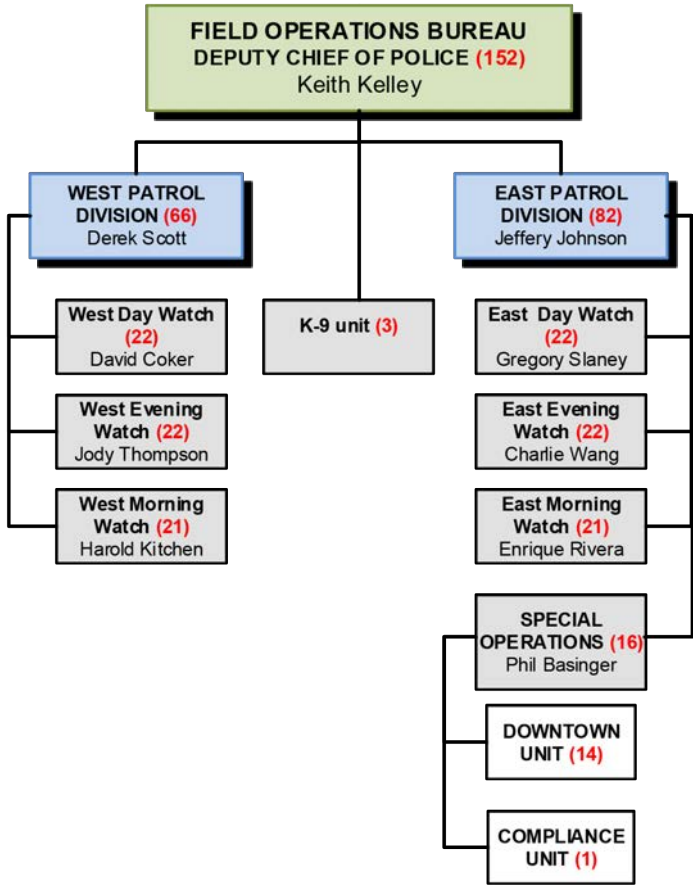 FIELD OPERATIONS BUREAU
DEPUTY CHIEF OF POLICE (152)
Keith Kelley
WEST PATROL
DIVISION (66)
Derek Scott
EAST PATROL
DIVISION (82)
Jeffery Johnson
West Day Watch
(22)
David Coker
K-9 unit (3)
East Day Watch
(22)
Gregory Slaney
West Evening
Watch (22)
Jody Thompson
East Evening
Watch (22)
Charlie Wang
West Morning
Watch (21)
Harold Kitchen
East Morning
Watch (21)
Enrique Rivera
SPECIAL
OPERATIONS (16)
Phil Basinger
DOWNTOWN
UNIT (14)
COMPLIANCE
UNIT (1)